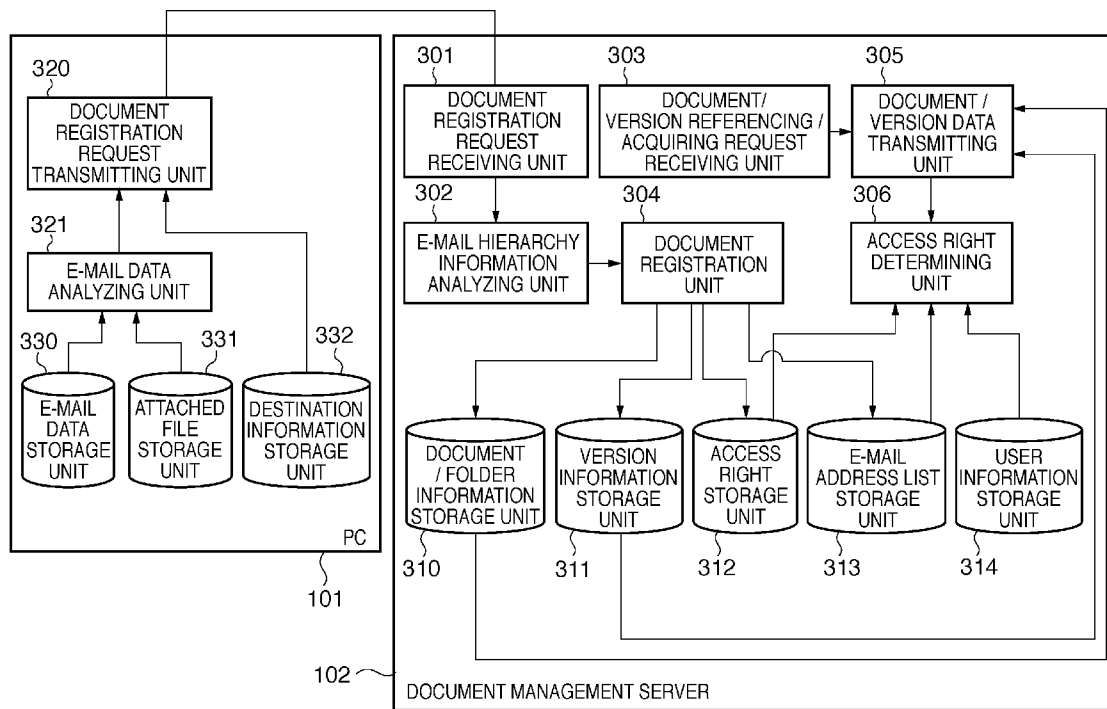 320
DOCUMENT
REGISTRATION
REQUEST
TRANSMITTING UNIT
321
E-MAIL DATA
ANALYZING UNIT
330
E-MAIL
DATA
STORAGE
UNIT
331
ATTACHED
FILE
STORAGE
UNIT
332
DESTINATION
INFORMATION
STORAGE
UNIT
PC
101
301
DOCUMENT
REGISTRATION
REQUEST
RECEIVING UNIT
303
DOCUMENT/
VERSION REFERENCING /
ACQUIRING REQUEST
RECEIVING UNIT
305
DOCUMENT /
VERSION DATA
TRANSMITTING
UNIT
302
E-MAIL HIERARCHY
INFORMATION
ANALYZING UNIT
304
DOCUMENT
REGISTRATION
UNIT
306
ACCESS RIGHT
DETERMINING
UNIT
DOCUMENT
/ FOLDER
INFORMATION
STORAGE UNIT
310
VERSION
INFORMATION
STORAGE
UNIT
311
ACCESS
RIGHT
STORAGE
UNIT
312
E-MAIL
ADDRESS LIST
STORAGE
UNIT
313
USER
INFORMATION
STORAGE
UNIT
314
102
DOCUMENT MANAGEMENT SERVER